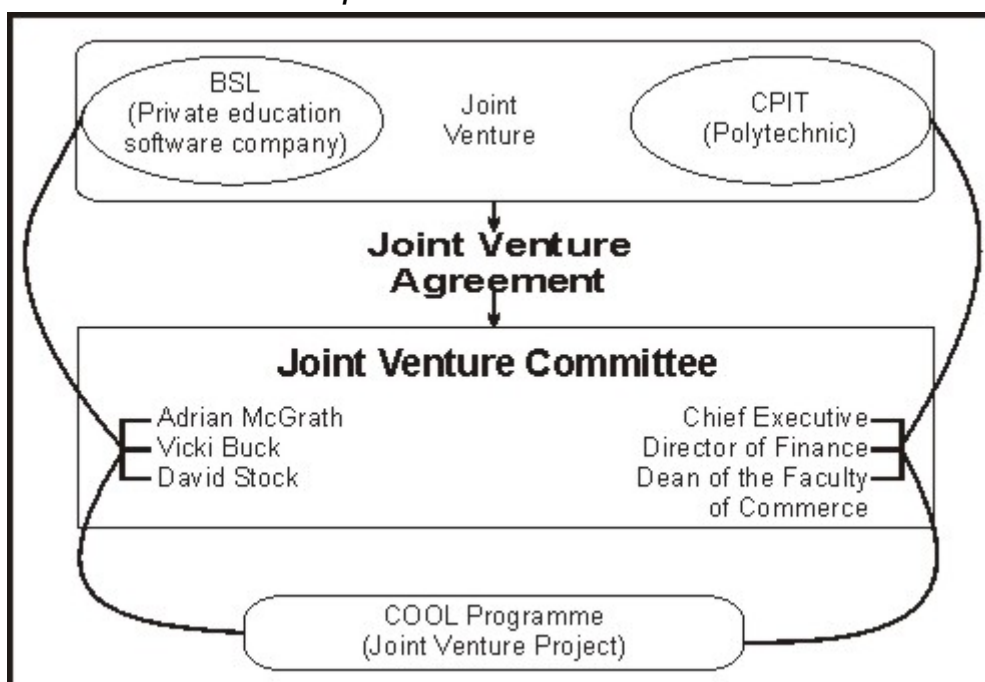 BSL
(Private education
software company)
Joint
Venture
CPIT
(Polytechnic)
Joint Venture
Agreement
Joint Venture Committee
Adrian McGrath
Vicki Buck
David Stock
Chief Executive
Director of Finance
Dean of the Faculty
of Commerce
COOL Programme
(Joint Venture Project)